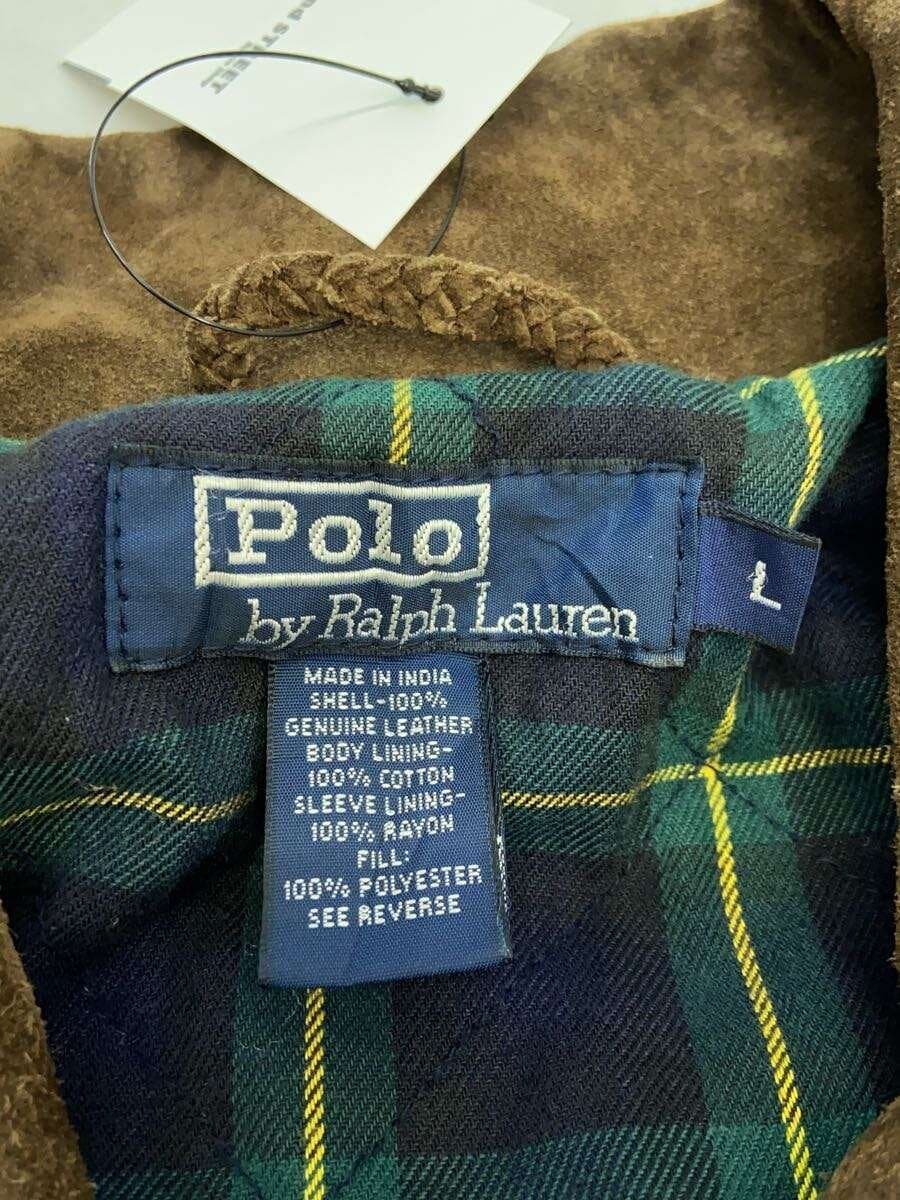 STREET
Polo
by Ralph Lauren
L
MADE IN INDIA
SHELL-100%
GENUINE LEATHER
BODY LINING-
100% COTTON
SLEEVE LINING-
100% RAYON
FILL:
100% POLYESTER
SEE REVERSE